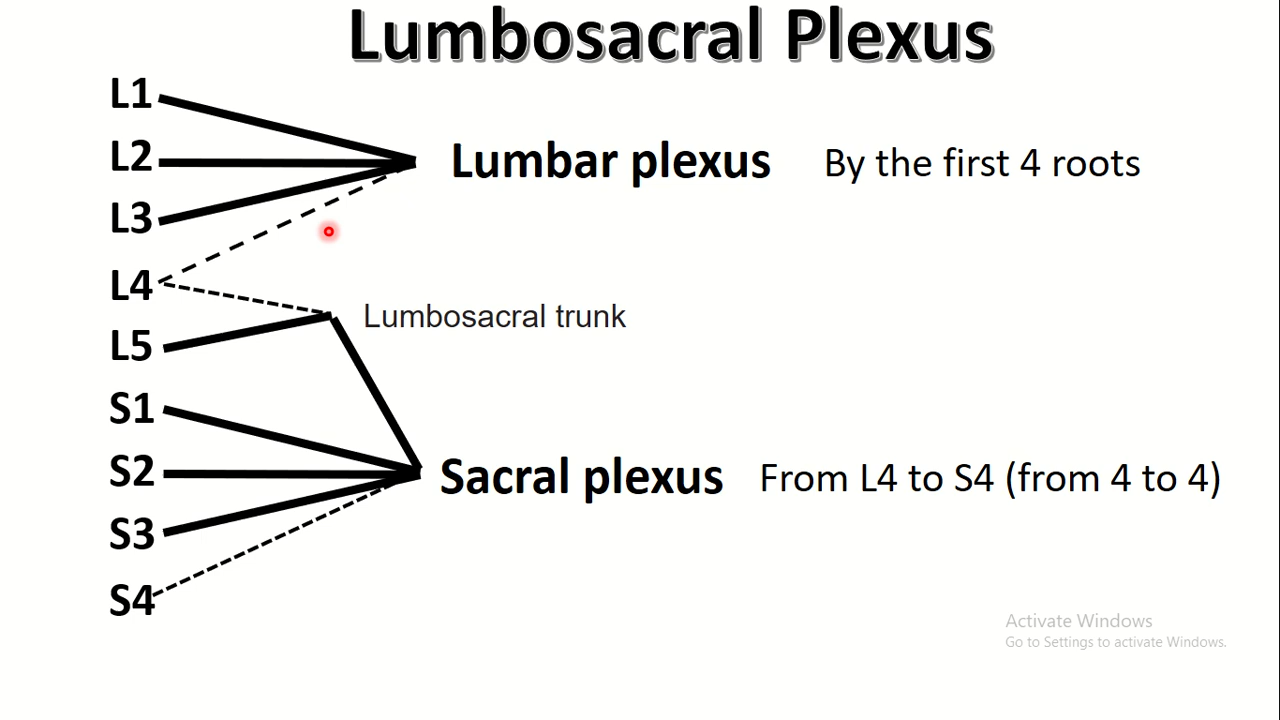 Lumbosacral Plexus
L1
L2
Lumbar plexus By the first 4 roots
L3
L4
Lumbosacral trunk
L5
S1
S2
Sacral plexus From L4 to S4 (from 4 to 4)
S3
S4
Activate Windows
Go to Settings to activate Windows.